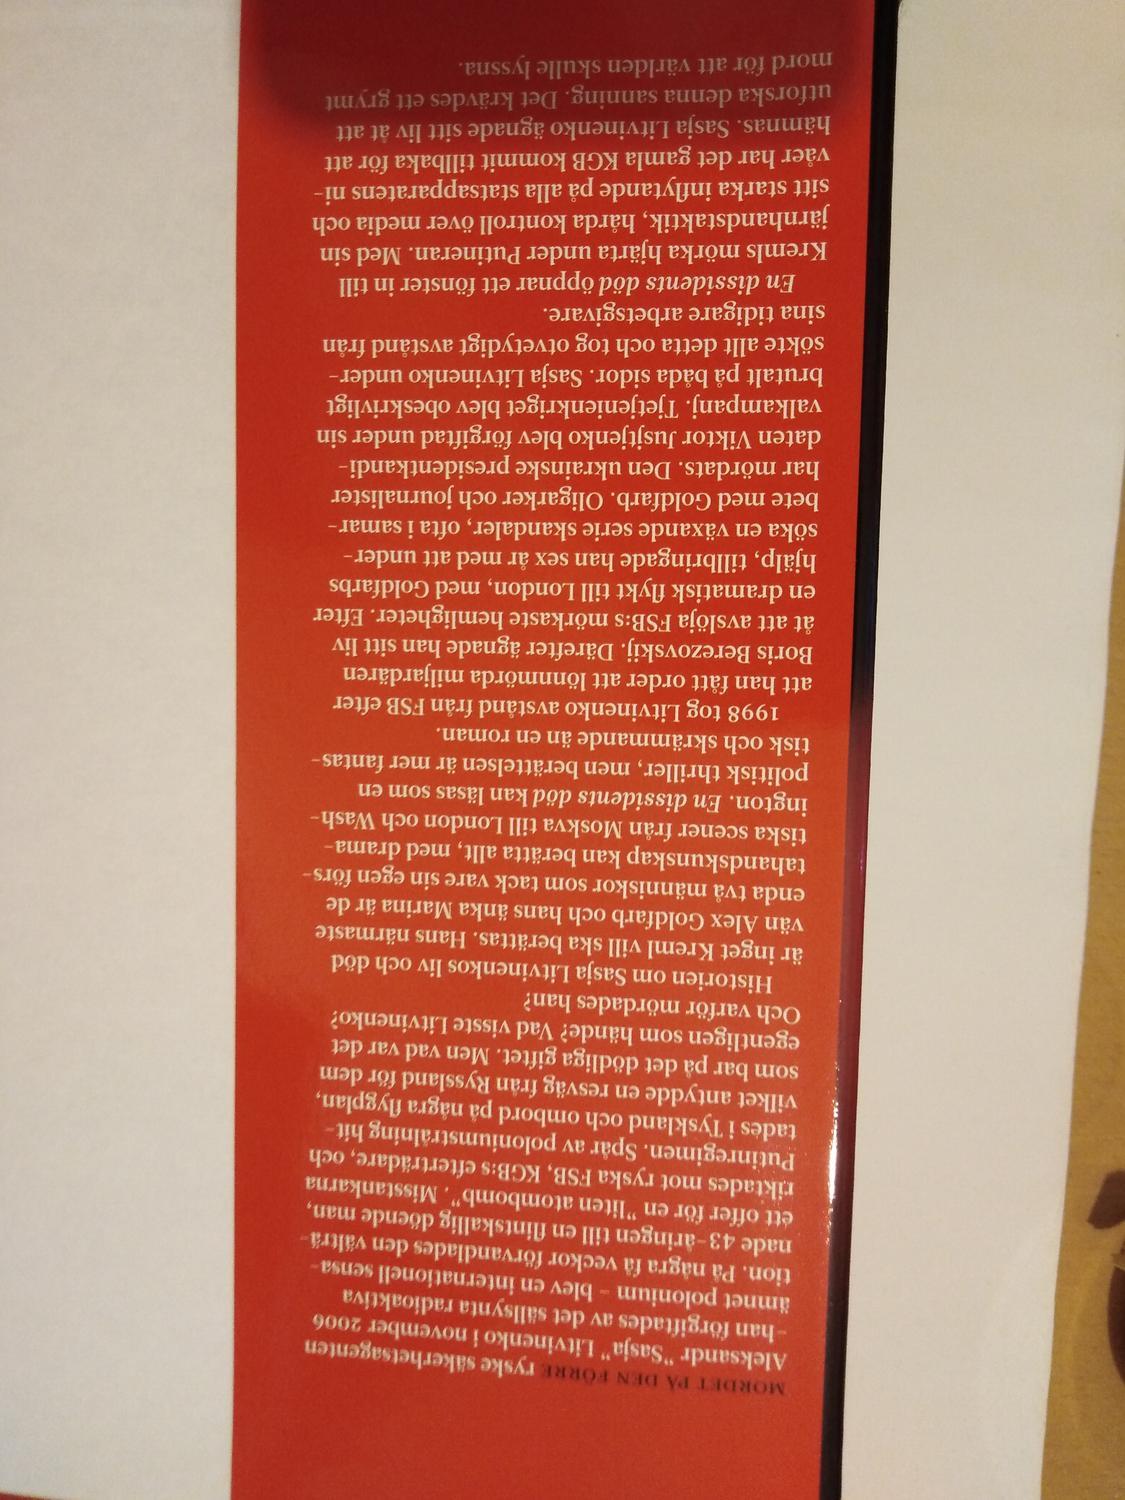 MORDET PÅ DEN FÖRRE ryske säkerhetsagenten
Aleksandr "Sasja" Litvinenko i november 2006
–han förgiftades av det sällsynta radioaktiva
ämnet polonium – blev en internationell sensa-
tion. På några få veckor förvandlades den välträ-
nade 43-åringen till en flintskallig döende man,
ett offer för en "liten atombomb". Misstankarna
riktades mot ryska FSB, KGB:s efterträdare, och
Putinregimen. Spår av poloniumstrålning hit-
tades i Tyskland och ombord på några flygplan,
vilket antydde en resväg från Ryssland för dem
som bar på det dödliga giftet. Men vad var det
egentligen som hände? Vad visste Litvinenko?
Och varför mördades han?
Historien om Sasja Litvinenkos liv och död
är inget Kreml vill ska berättas. Hans närmaste
vän Alex Goldfarb och hans änka Marina är de
enda två människor som tack vare sin egen förs-
tahandskunskap kan berätta allt, med drama-
tiska scener från Moskva till London och Wash-
ington. En dissidents död kan läsas som en
politisk thriller, men berättelsen är mer fantas-
tisk och skrämmande än en roman.
1998 tog Litvinenko avstånd från FSB efter
att han fått order att lönnmörda miljardären
Boris Berezovskij. Därefter ägnade han sitt liv
åt att avslöja FSB:s mörkaste hemligheter. Efter
en dramatisk flykt till London, med Goldfarbs
hjälp, tillbringade han sex år med att under-
söka en växande serie skandaler, ofta i samar-
bete med Goldfarb. Oligarker och journalister
har mördats. Den ukrainske presidentkandi-
daten Viktor Jusjtjenko blev förgiftad under sin
valkampanj. Tjetjenienkriget blev obeskrivligt
brutalt på båda sidor. Sasja Litvinenko under-
sökte allt detta och tog otvetydigt avstånd från
sina tidigare arbetsgivare.
En dissidents död öppnar ett fönster in till
Kremls mörka hjärta under Putineran. Med sin
järnhandstaktik, hårda kontroll över media och
sitt starka inflytande på alla statsapparatens ni-
våer har det gamla KGB kommit tillbaka för att
hämnas. Sasja Litvinenko ägnade sitt liv åt att
utforska denna sanning. Det krävdes ett grymt
mord för att världen skulle lyssna.